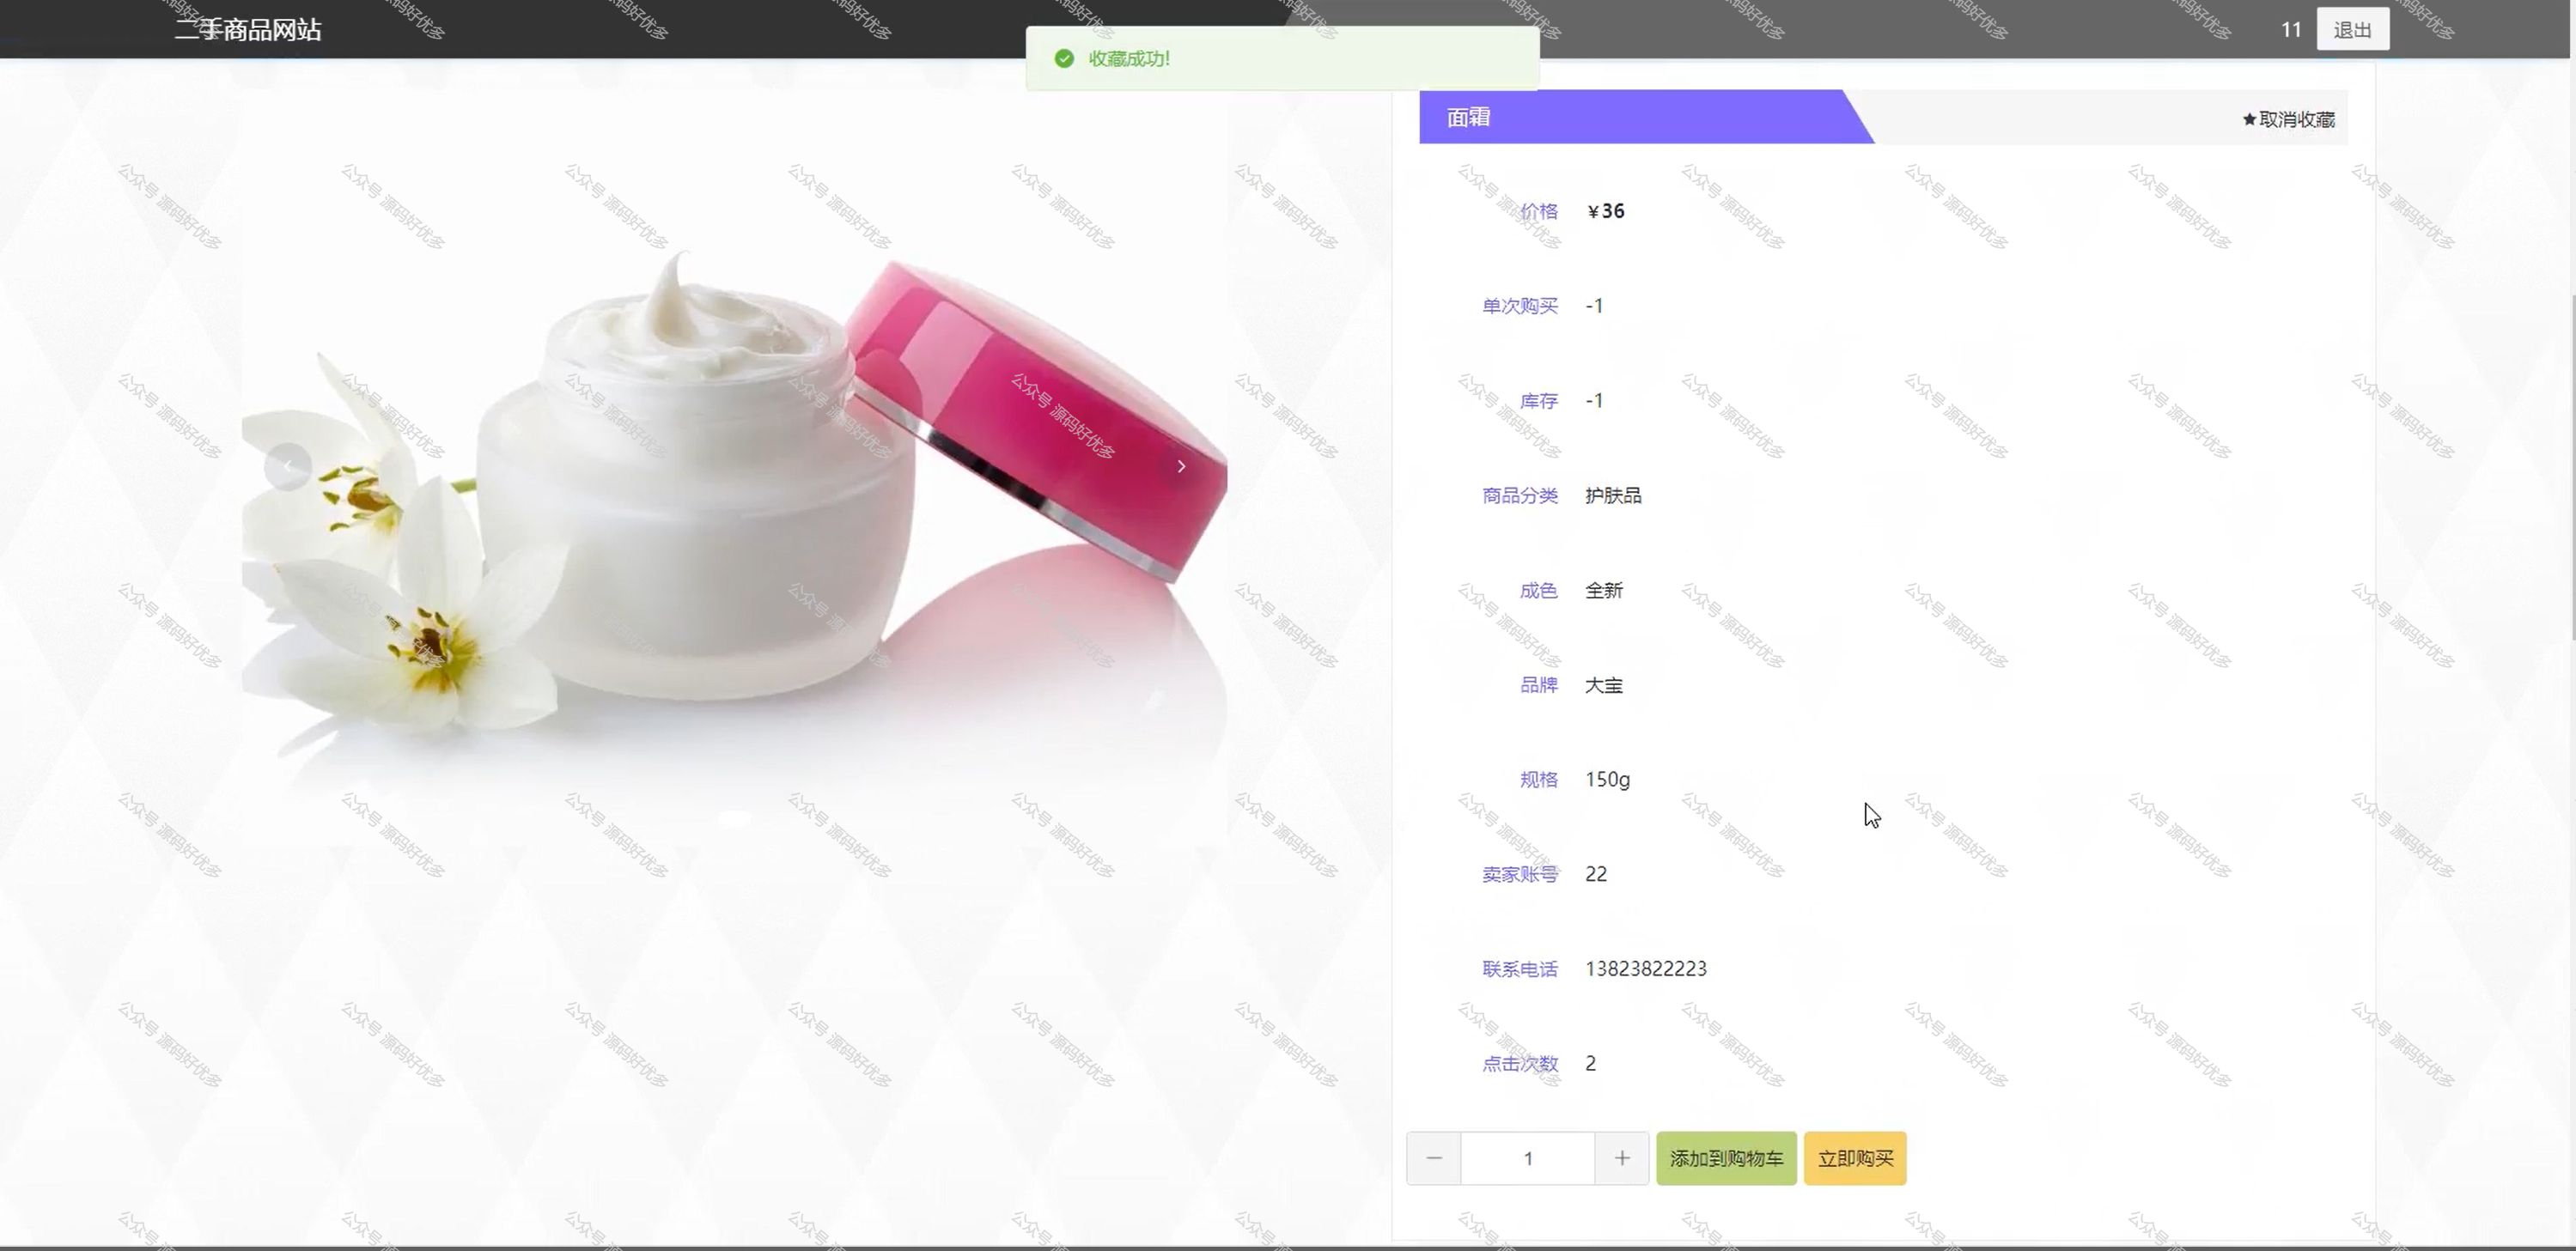 二手商品网站
11 退出
收藏成功!
面霜
★取消收藏
价格 ¥36
单次购买 -1
库存 -1
商品分类 护肤品
成色 全新
品牌 大宝
规格 150g
卖家账号 22
联系电话 13823822223
点击次数 2
— 1 + 添加到购物车 立即购买
公众号 源码好优多